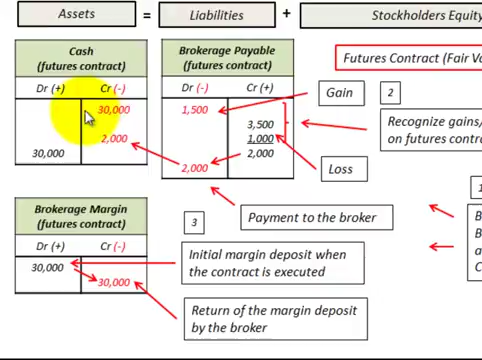 Assets = Liabilities + Stockholders Equity
Cash
(futures contract)
Dr (+) Cr (-)
30,000
2,000
30,000
Brokerage Payable
(futures contract)
Dr (-) Cr (+)
1,500
3,500
1,000
2,000
2,000
Futures Contract (Fair Va
Gain
2
Recognize gains/
on futures contra
Loss
Payment to the broker
1
B
B
a
C
Brokerage Margin
(futures contract)
Dr (+) Cr (-)
30,000
30,000
3
Initial margin deposit when
the contract is executed
Return of the margin deposit
by the broker